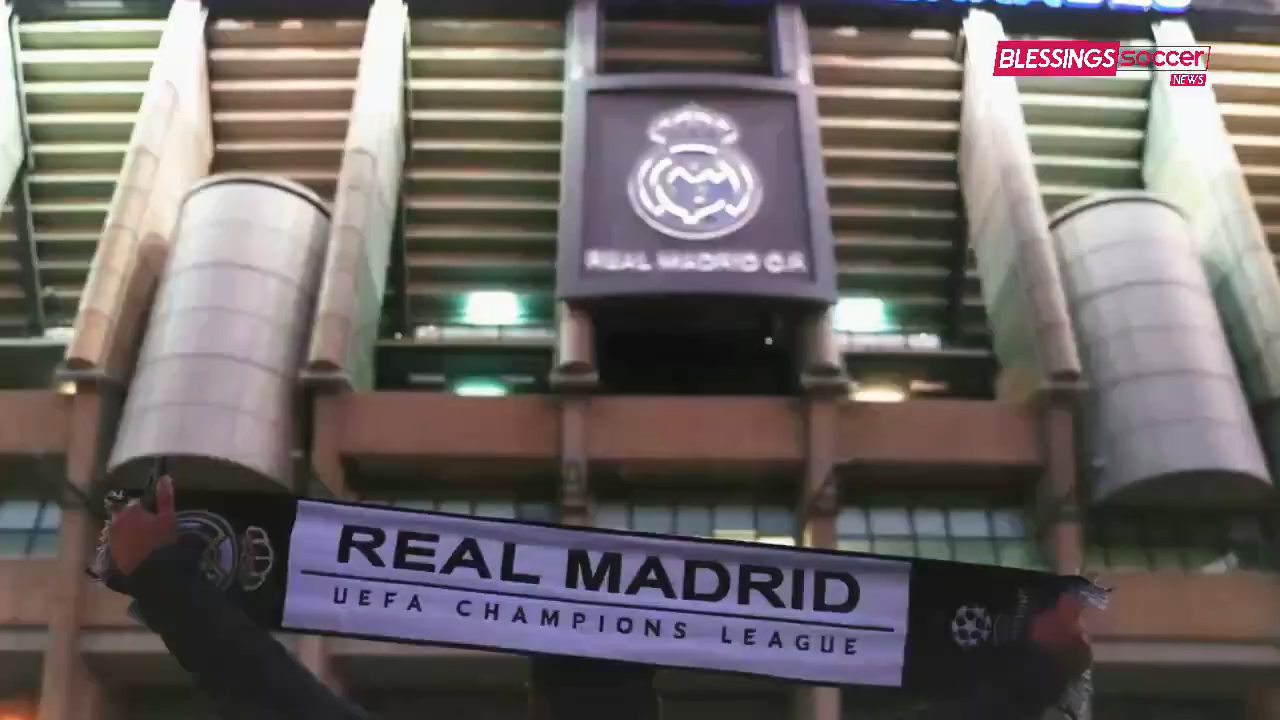 BLESSINGS soccer
NEWS
REAL MADRID C.F.
REAL MADRID
UEFA CHAMPIONS LEAGUE